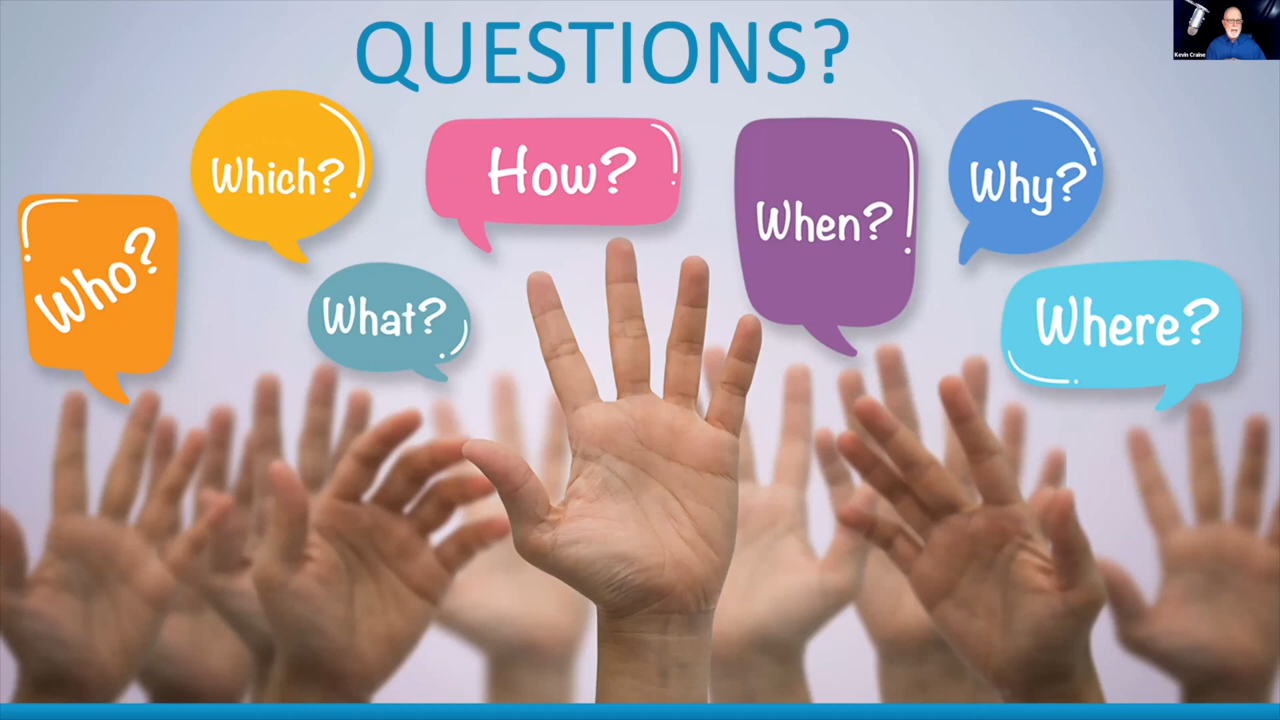 QUESTIONS?
Kevin Craine
Who?
Which?
What?
How?
When?
Why?
Where?